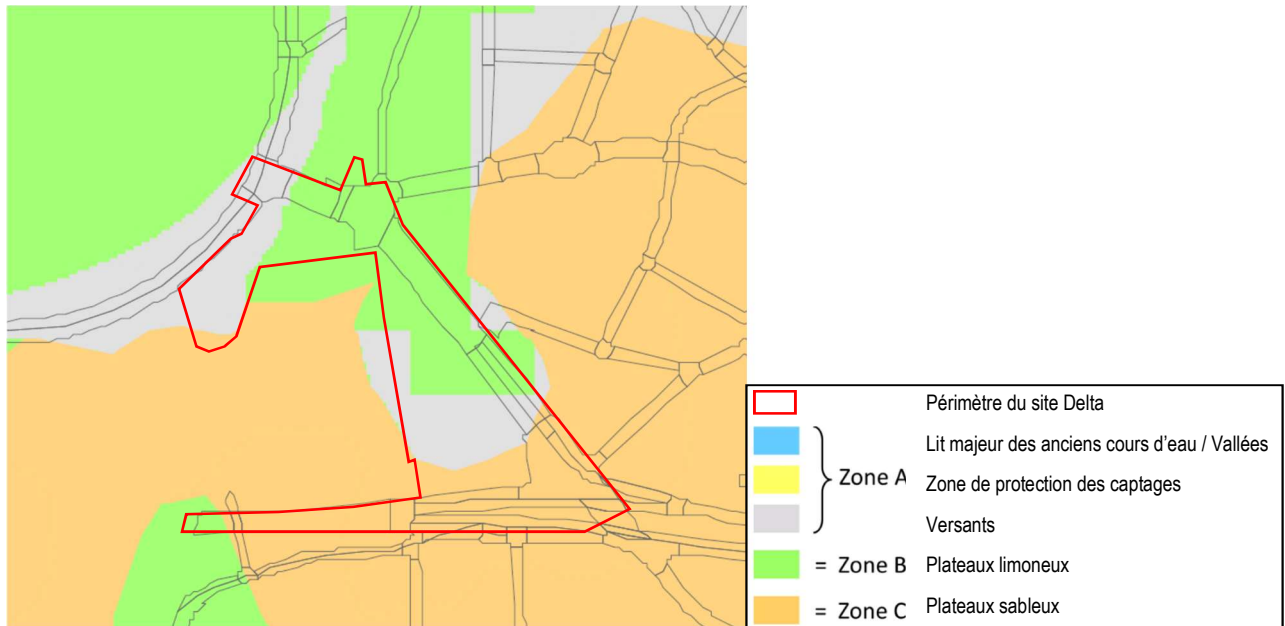 Périmètre du site Delta
Lit majeur des anciens cours d'eau / Vallées
Zone A Zone de protection des captages
Versants
= Zone B Plateaux limoneux
= Zone C Plateaux sableux